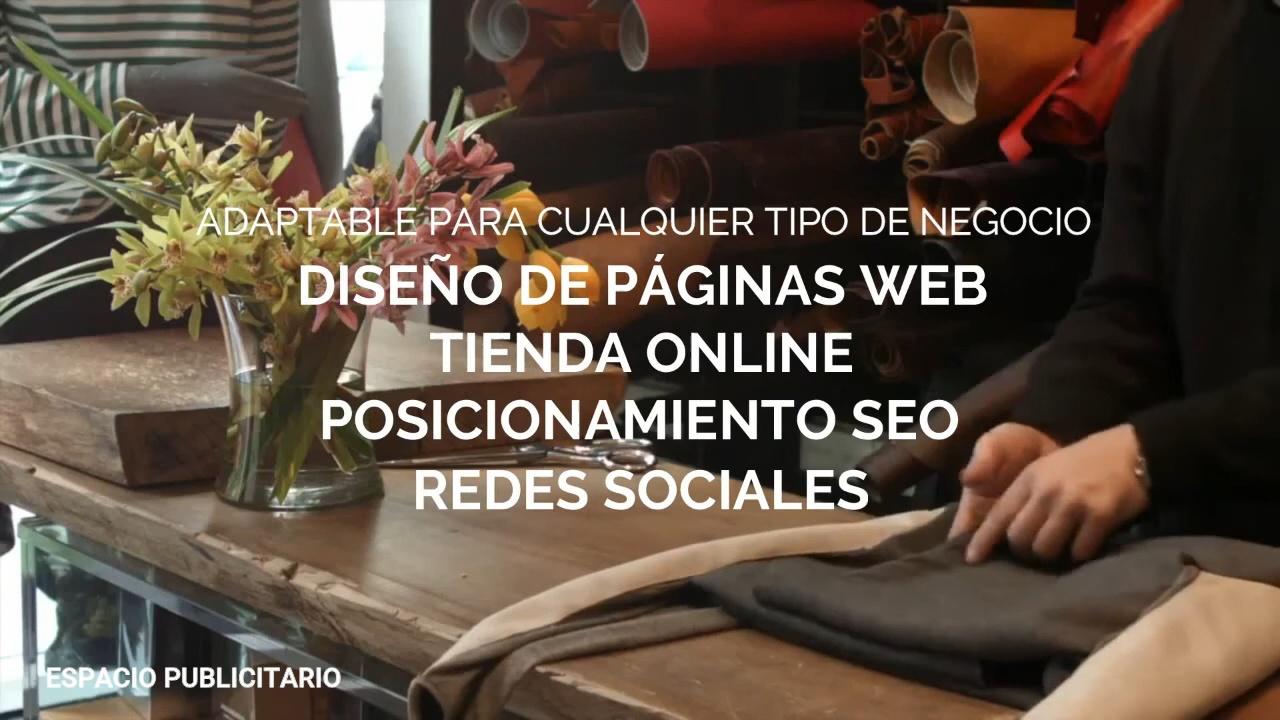 ADAPTABLE PARA CUALQUIER TIPO DE NEGOCIO
DISEÑO DE PÁGINAS WEB
TIENDA ONLINE
POSICIONAMIENTO SEO
REDES SOCIALES
ESPACIO PUBLICITARIO